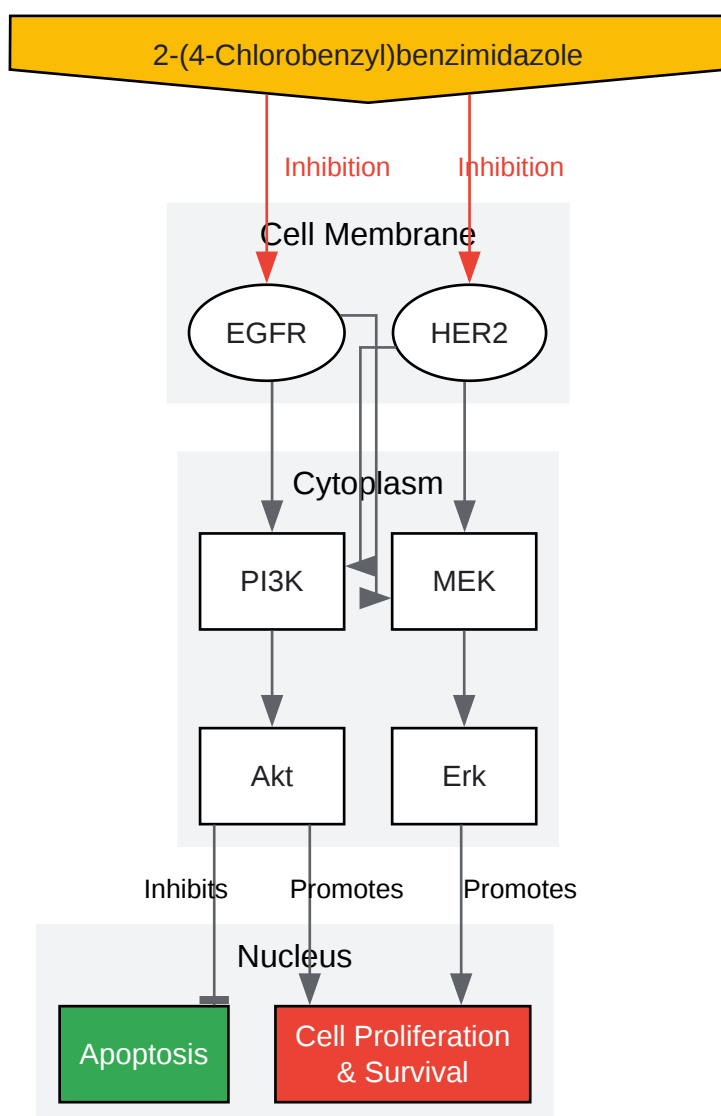 2-(4-Chlorobenzyl)benzimidazole
Inhibition
Inhibition
Cell Membrane
EGFR
HER2
Cytoplasm
PI3K
MEK
Akt
Erk
Inhibits
Promotes
Promotes
Nucleus
Apoptosis
Cell Proliferation
& Survival